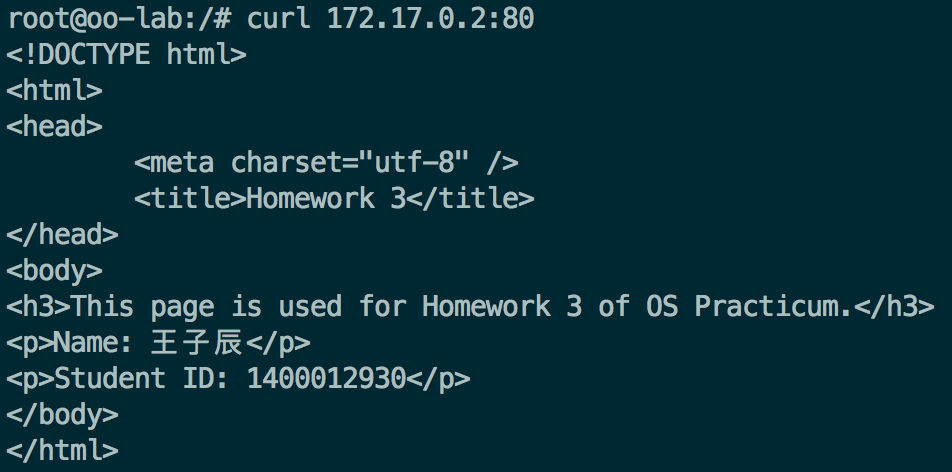 root@oo-lab:/# curl 172.17.0.2:80
<!DOCTYPE html>
<html>
<head>
        <meta charset="utf-8" />
        <title>Homework 3</title>
</head>
<body>
<h3>This page is used for Homework 3 of OS Practicum.</h3>
<p>Name: 王子辰</p>
<p>Student ID: 1400012930</p>
</body>
</html>